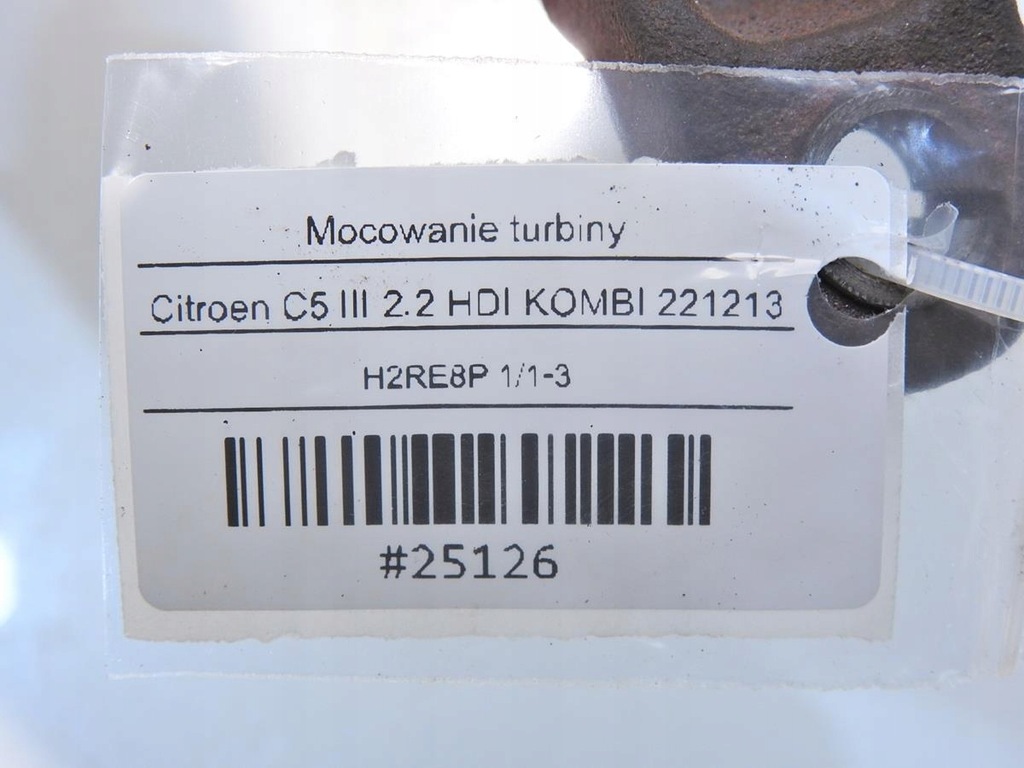 Mocowanie turbiny
Citroen C5 III 2.2 HDI KOMBI 221213
H2RE8P 1/1-3
#25126